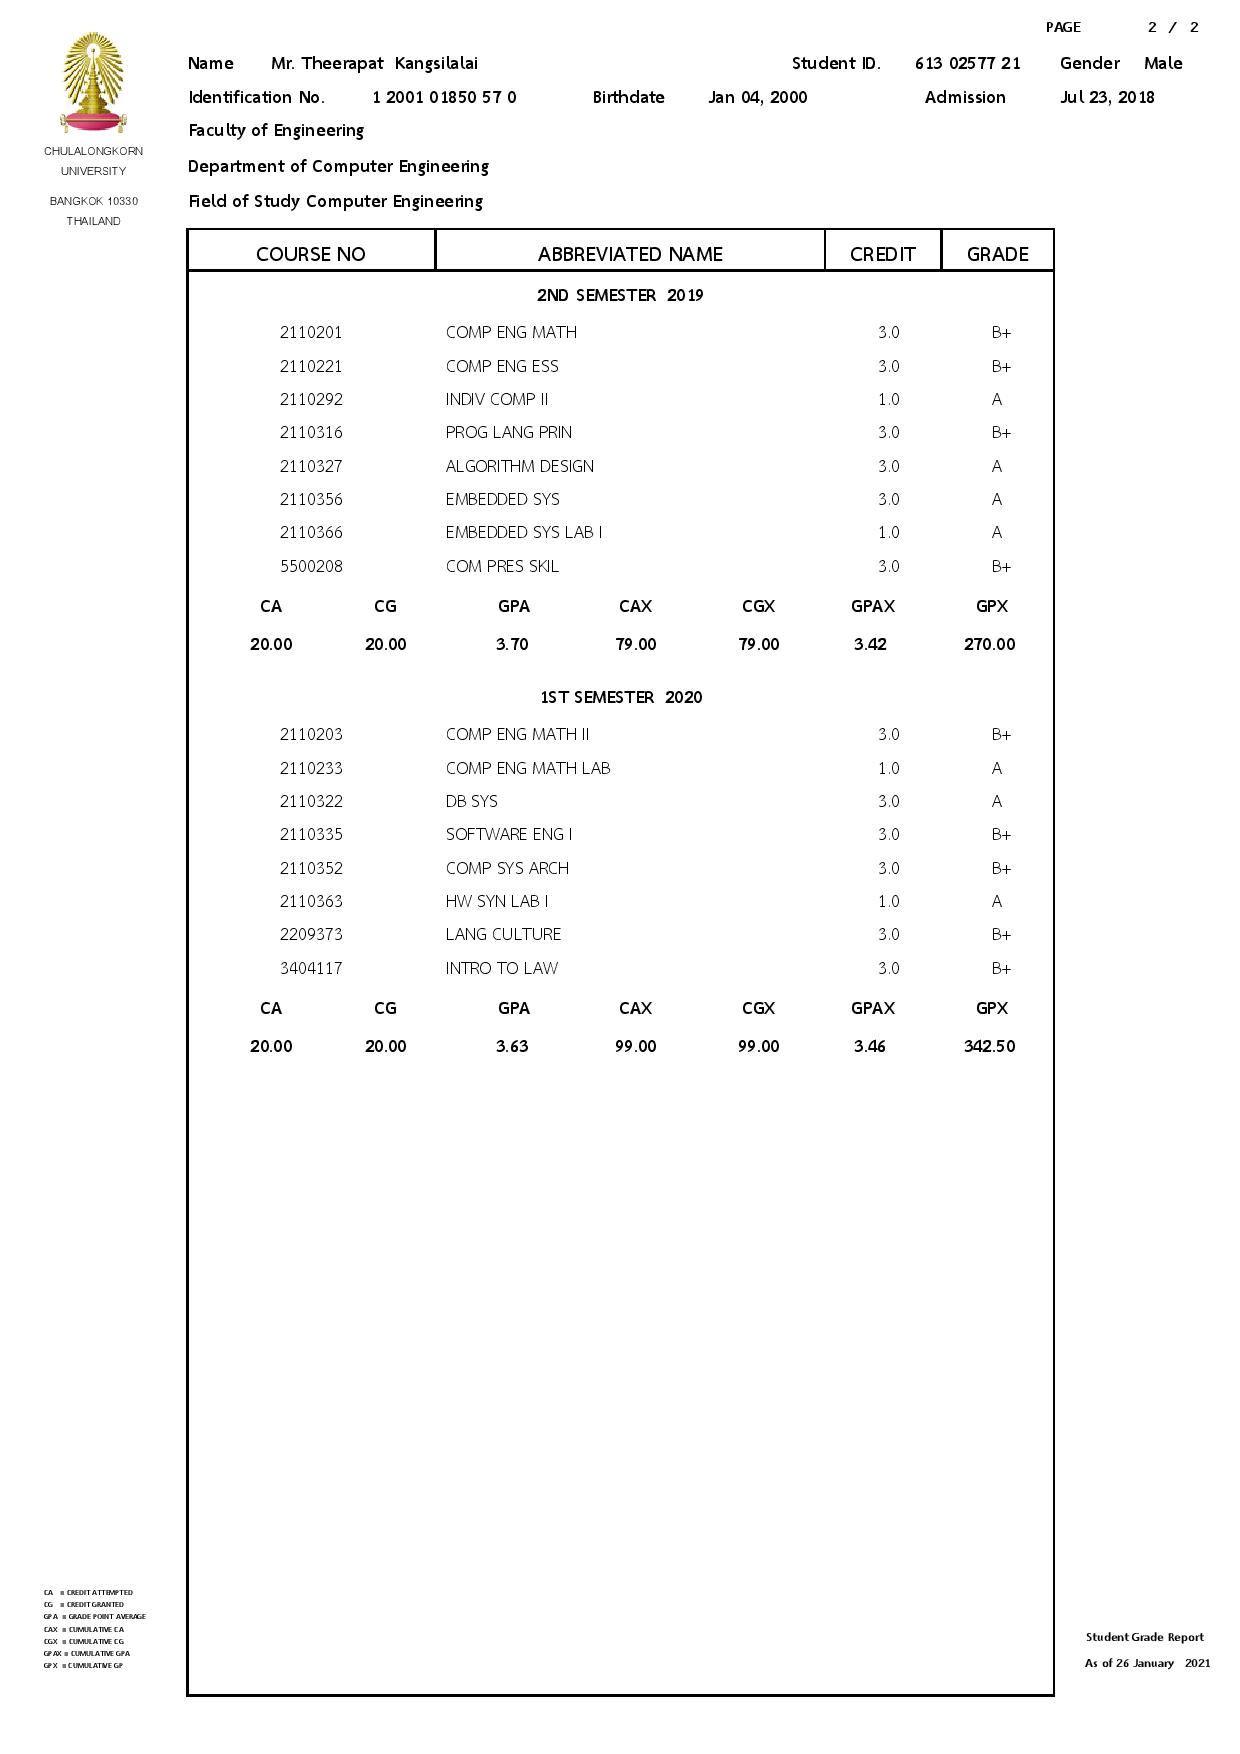 PAGE 2 / 2
Name Mr. Theerapat Kangsilalai Student ID. 613 02577 21 Gender Male
Identification No. 1 2001 01850 57 0 Birthdate Jan 04, 2000 Admission Jul 23, 2018
Faculty of Engineering
Department of Computer Engineering
Field of Study Computer Engineering
CHULALONGKORN
UNIVERSITY
BANGKOK 10330
THAILAND
COURSE NO ABBREVIATED NAME CREDIT GRADE
2ND SEMESTER 2019
2110201 COMP ENG MATH 3.0 B+
2110221 COMP ENG ESS 3.0 B+
2110292 INDIV COMP II 1.0 A
2110316 PROG LANG PRIN 3.0 B+
2110327 ALGORITHM DESIGN 3.0 A
2110356 EMBEDDED SYS 3.0 A
2110366 EMBEDDED SYS LAB I 1.0 A
5500208 COM PRES SKIL 3.0 B+
CA CG GPA CAX CGX GPAX GPX
20.00 20.00 3.70 79.00 79.00 3.42 270.00
1ST SEMESTER 2020
2110203 COMP ENG MATH II 3.0 B+
2110233 COMP ENG MATH LAB 1.0 A
2110322 DB SYS 3.0 A
2110335 SOFTWARE ENG I 3.0 B+
2110352 COMP SYS ARCH 3.0 B+
2110363 HW SYN LAB I 1.0 A
2209373 LANG CULTURE 3.0 B+
3404117 INTRO TO LAW 3.0 B+
CA CG GPA CAX CGX GPAX GPX
20.00 20.00 3.63 99.00 99.00 3.46 342.50
CA = CREDIT ATTEMPTED
CG = CREDIT GRANTED
GPA = GRADE POINT AVERAGE
CAX = CUMULATIVE CA
CGX = CUMULATIVE CG
GPAX = CUMULATIVE GPA
GPX = CUMULATIVE GP
Student Grade Report
As of 26 January 2021